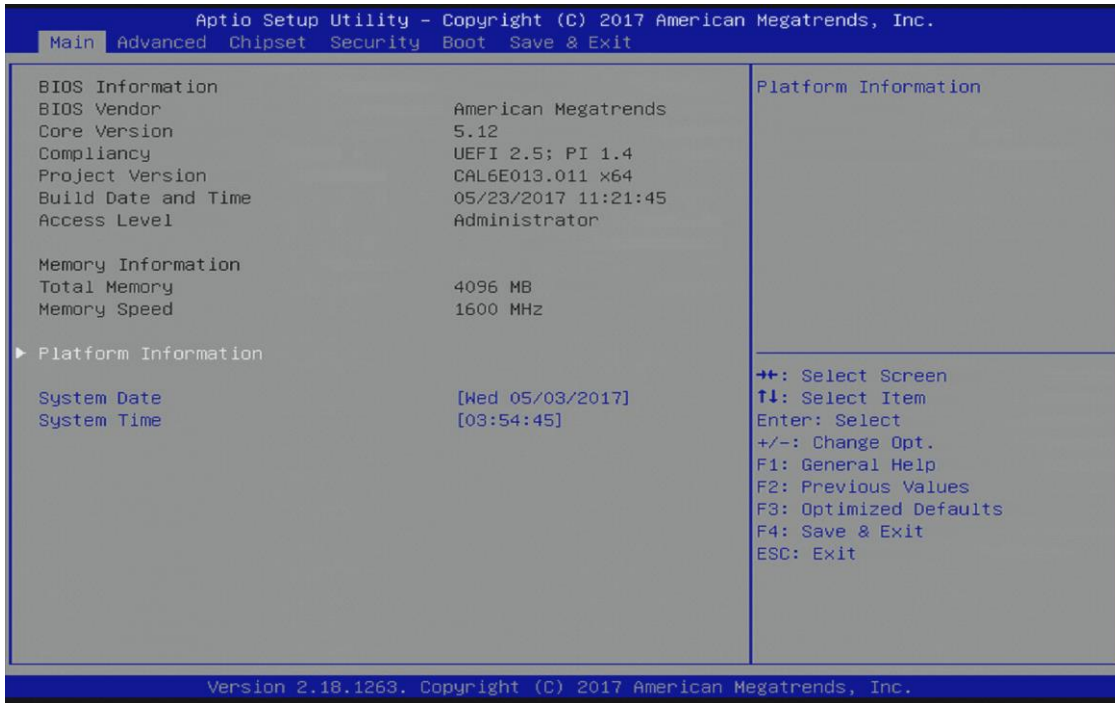 Aptio Setup Utility – Copyright (C) 2017 American Megatrends, Inc.
Main Advanced Chipset Security Boot Save & Exit
BIOS Information
BIOS Vendor American Megatrends
Core Version 5.12
Compliancy UEFI 2.5; PI 1.4
Project Version CAL6E013.011 x64
Build Date and Time 05/23/2017 11:21:45
Access Level Administrator
Memory Information
Total Memory 4096 MB
Memory Speed 1600 MHz
▶ Platform Information
System Date [Wed 05/03/2017]
System Time [03:54:45]
Platform Information
→←: Select Screen
↑↓: Select Item
Enter: Select
+/-: Change Opt.
F1: General Help
F2: Previous Values
F3: Optimized Defaults
F4: Save & Exit
ESC: Exit
Version 2.18.1263. Copyright (C) 2017 American Megatrends, Inc.